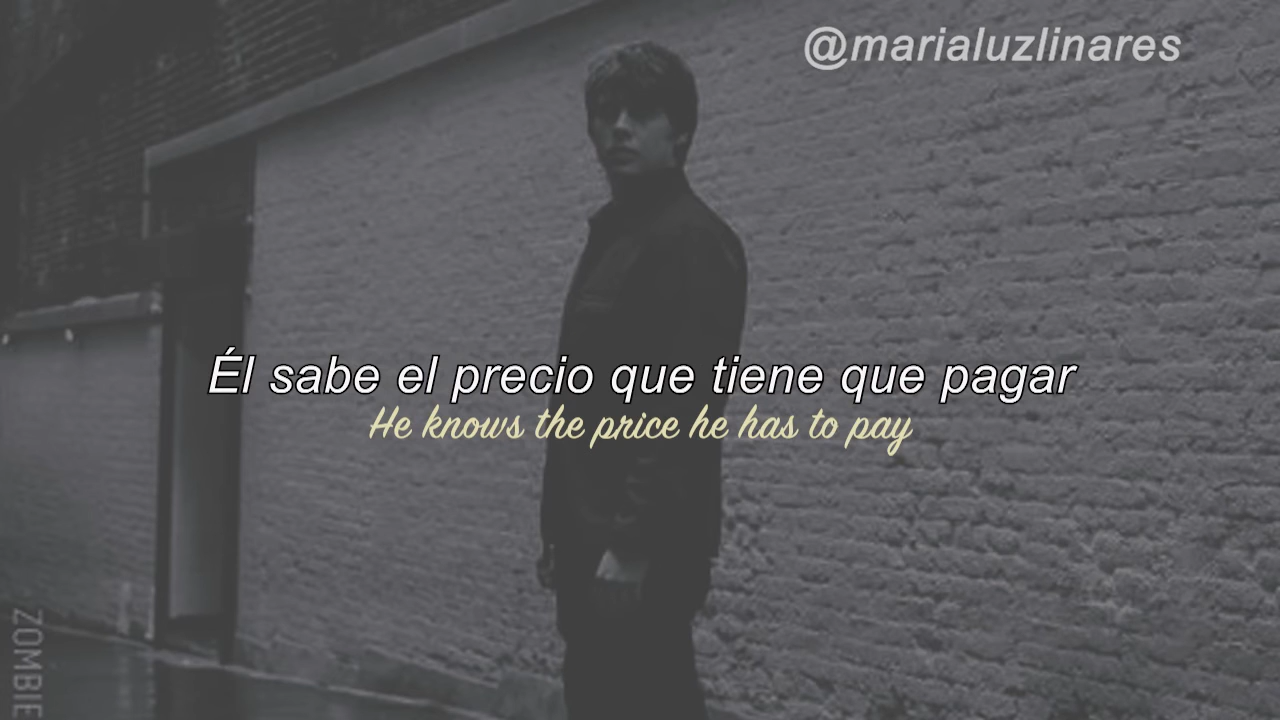 @marialuzlinares
Él sabe el precio que tiene que pagar
He knows the price he has to pay
ZOMBIE